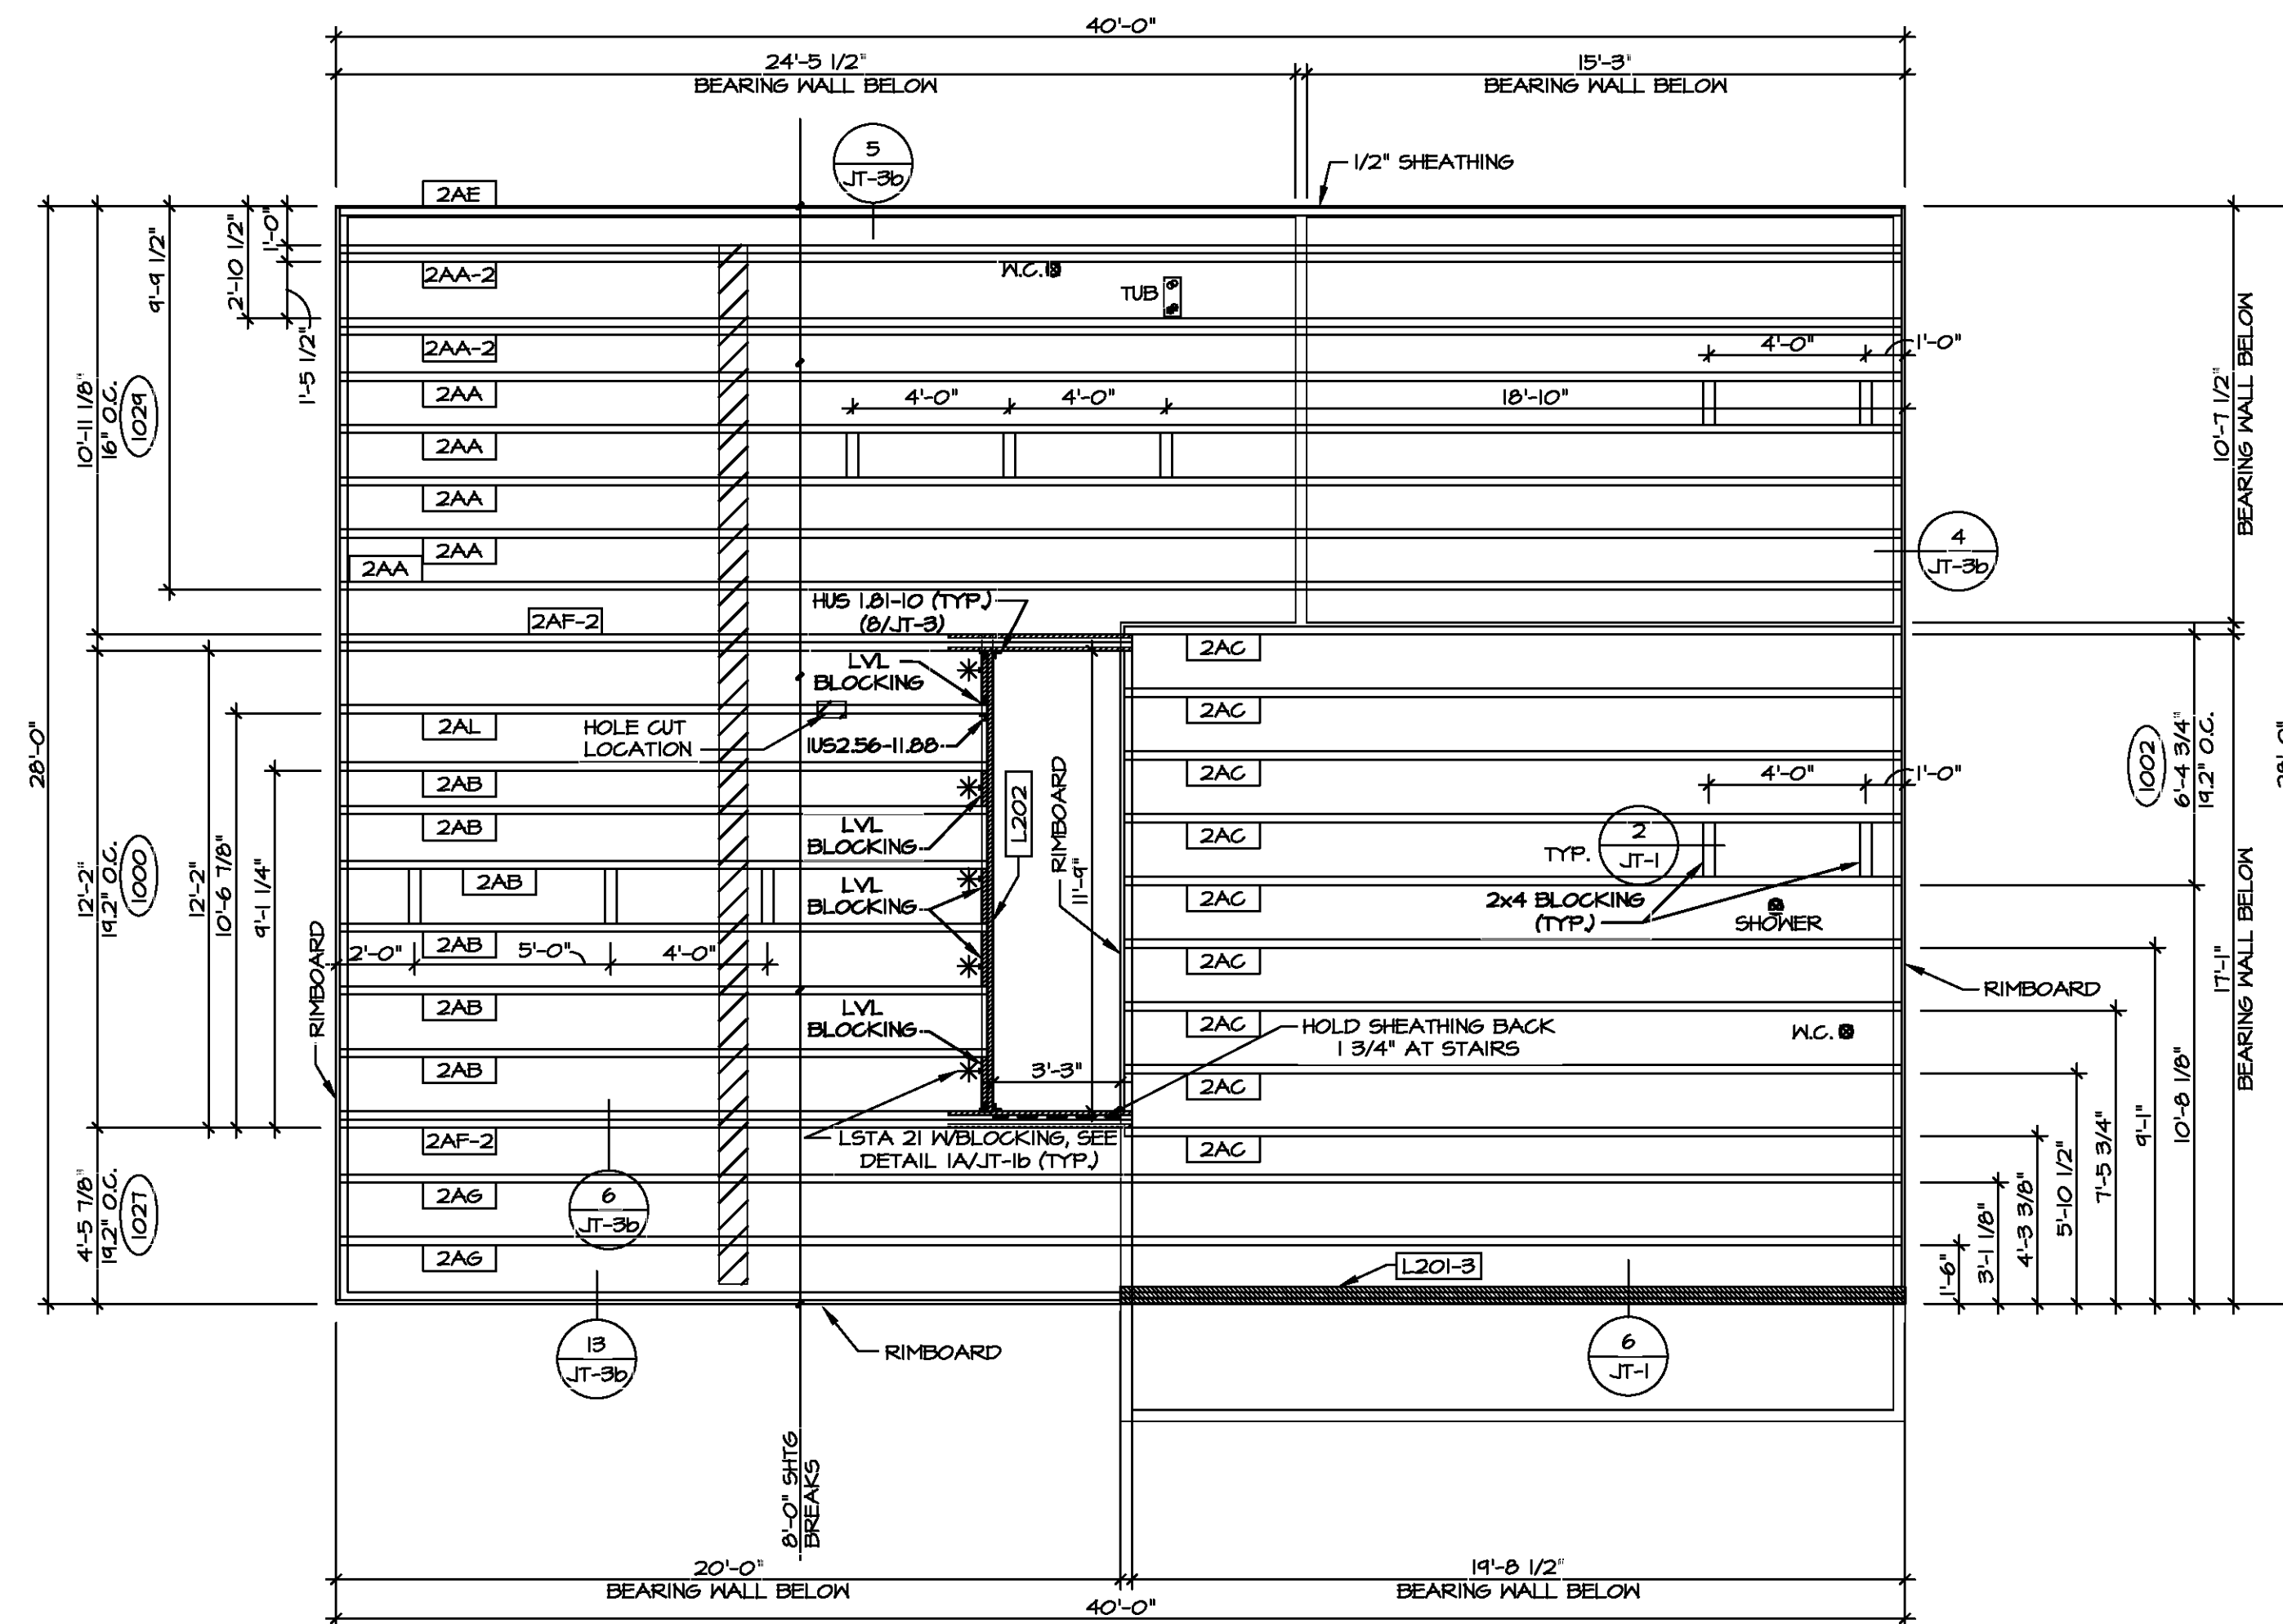 40'-0"
24'-5 1/2"
BEARING WALL BELOW
15'-3"
BEARING WALL BELOW
5
JT-3b
1/2" SHEATHING
2AE
1'-0"
2'-10 1/2"
9'-9 1/2"
1'-5 1/2"
10'-11 1/8"
16" O.C.
1029
28'-0"
2AA-2
W.C.
TUB
2AA-2
4'-0"
1'-0"
2AA
4'-0"
4'-0"
18'-10"
2AA
2AA
2AA
2AA
10'-7 1/2"
BEARING WALL BELOW
4
JT-3b
HUS 1.81-10 (TYP.)
(8/JT-3)
2AF-2
2AC
LVL
BLOCKING
2AC
2AL
HOLE CUT
LOCATION
IUS2.56-11.88
2AC
2AB
L202
RIMBOARD
4'-0"
1'-0"
1002
6'-4 3/4"
19.2" O.C.
2AB
LVL
BLOCKING
2AC
TYP.
2
JT-1
12'-2"
19.2" O.C.
1000
12'-2"
10'-6 7/8"
9'-1 1/4"
2AB
LVL
BLOCKING
11'-9"
2AC
2x4 BLOCKING
(TYP.)
SHOWER
RIMBOARD
2'-0"
2AB
5'-0"
4'-0"
2AC
17'-1"
BEARING WALL BELOW
RIMBOARD
2AB
LVL
BLOCKING
2AC
HOLD SHEATHING BACK
1 3/4" AT STAIRS
W.C.
2AB
3'-3"
2AC
2AF-2
LSTA 21 W/BLOCKING, SEE
DETAIL 1A/JT-1b (TYP.)
2AC
4'-5 7/8"
19.2" O.C.
1027
2AG
6
JT-3b
2AG
L201-3
1'-6"
3'-1 1/8"
4'-3 3/8"
5'-10 1/2"
7'-5 3/4"
9'-1"
10'-8 1/8"
13
JT-3b
RIMBOARD
6
JT-1
8'-0" SHTG
BREAKS
20'-0"
BEARING WALL BELOW
19'-8 1/2"
BEARING WALL BELOW
40'-0"